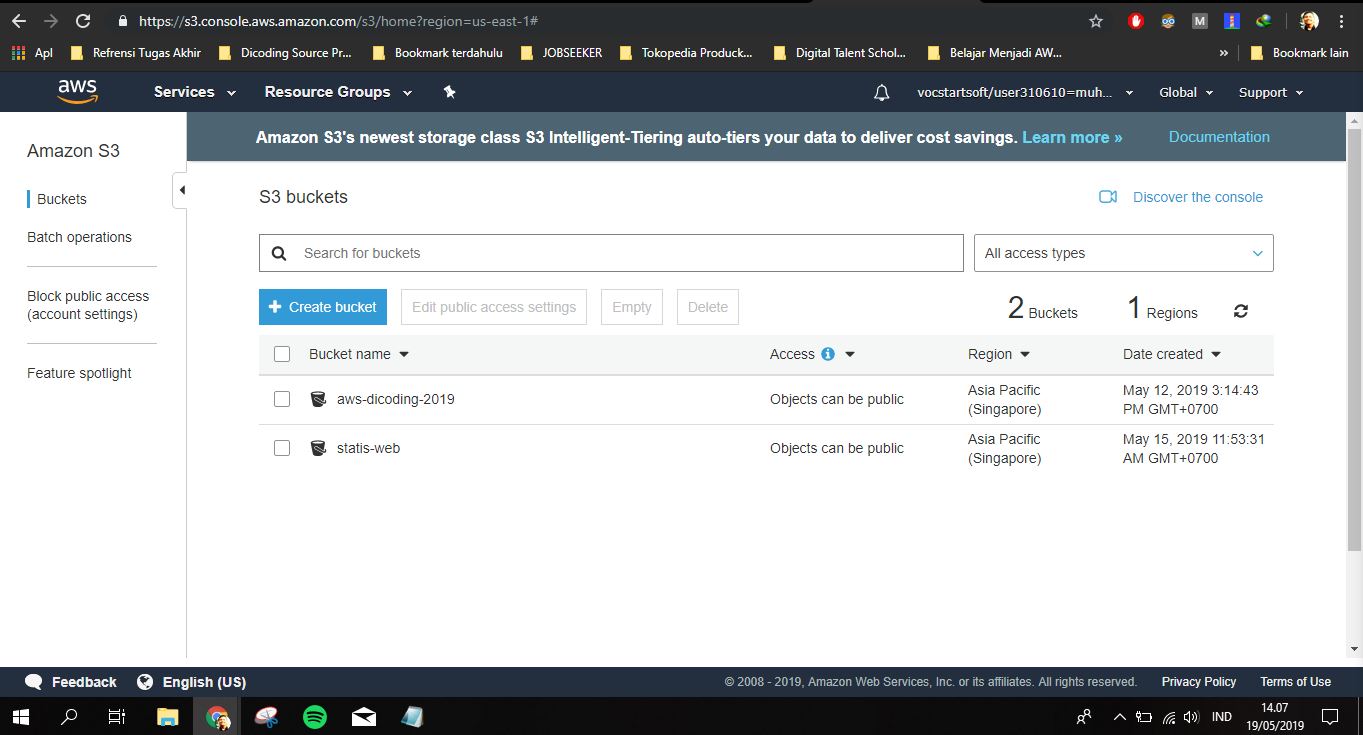 https://s3.console.aws.amazon.com/s3/home?region=us-east-1#
Apl Refrensi Tugas Akhir Dicoding Source Pr... Bookmark terdahulu JOBSEEKER Tokopedia Produck... Digital Talent Schol... Belajar Menjadi AW... » Bookmark lain
aws Services Resource Groups vocstartsoft/user310610=muh... Global Support
Amazon S3's newest storage class S3 Intelligent-Tiering auto-tiers your data to deliver cost savings. Learn more » Documentation
Amazon S3
Buckets
Batch operations
Block public access
(account settings)
Feature spotlight
S3 buckets Discover the console
Search for buckets All access types
+ Create bucket Edit public access settings Empty Delete 2 Buckets 1 Regions
Bucket name Access Region Date created
aws-dicoding-2019 Objects can be public Asia Pacific (Singapore) May 12, 2019 3:14:43 PM GMT+0700
statis-web Objects can be public Asia Pacific (Singapore) May 15, 2019 11:53:31 AM GMT+0700
Feedback English (US) © 2008 - 2019, Amazon Web Services, Inc. or its affiliates. All rights reserved. Privacy Policy Terms of Use
IND 14.07
19/05/2019